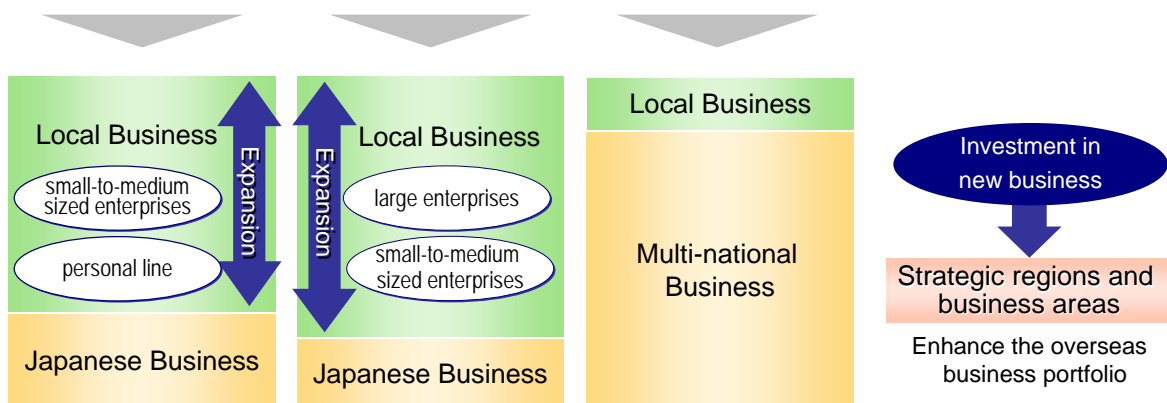 Local Business
small-to-medium
sized enterprises
personal line
Expansion
Japanese Business
Expansion
Local Business
large enterprises
small-to-medium
sized enterprises
Japanese Business
Local Business
Multi-national
Business
Investment in
new business
Strategic regions and
business areas
Enhance the overseas
business portfolio